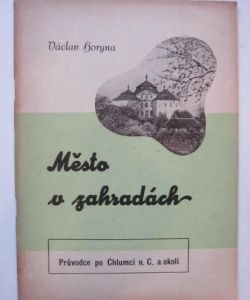 Václav Horyna
Město
v zahradách
Průvodce po Chlumci n. C. a okolí